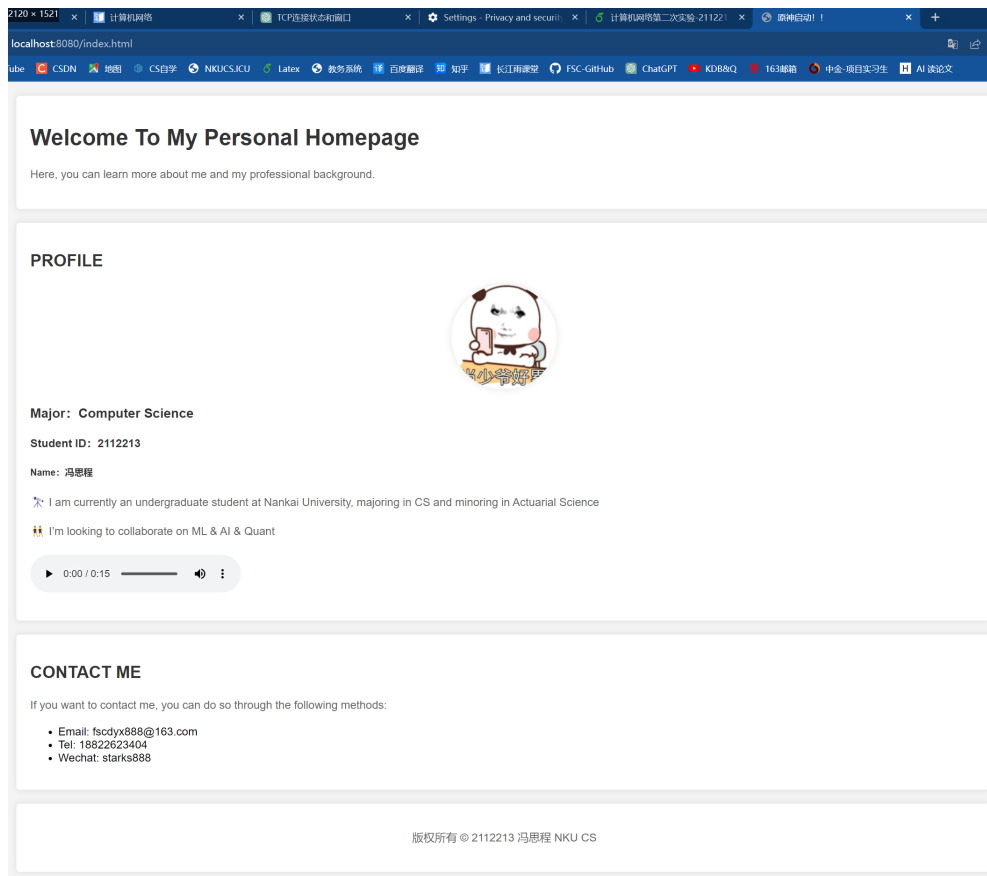 2120 × 1521
计算机网络
TCP连接状态和窗口
Settings - Privacy and security
计算机网络第二次实验-211221
原神启动！！
localhost:8080/index.html
ube CSDN 地图 CS自学 NKUCS.ICU Latex 教务系统 百度翻译 知乎 长江雨课堂 FSC-GitHub ChatGPT KDB&Q 163邮箱 中金-项目实习生 AI 读论文
Welcome To My Personal Homepage
Here, you can learn more about me and my professional background.
PROFILE
少爷好
Major：Computer Science
Student ID：2112213
Name：冯思程
I am currently an undergraduate student at Nankai University, majoring in CS and minoring in Actuarial Science
I'm looking to collaborate on ML & AI & Quant
0:00 / 0:15
CONTACT ME
If you want to contact me, you can do so through the following methods:
Email: fscdyx888@163.com
Tel: 18822623404
Wechat: starks888
版权所有 © 2112213 冯思程 NKU CS